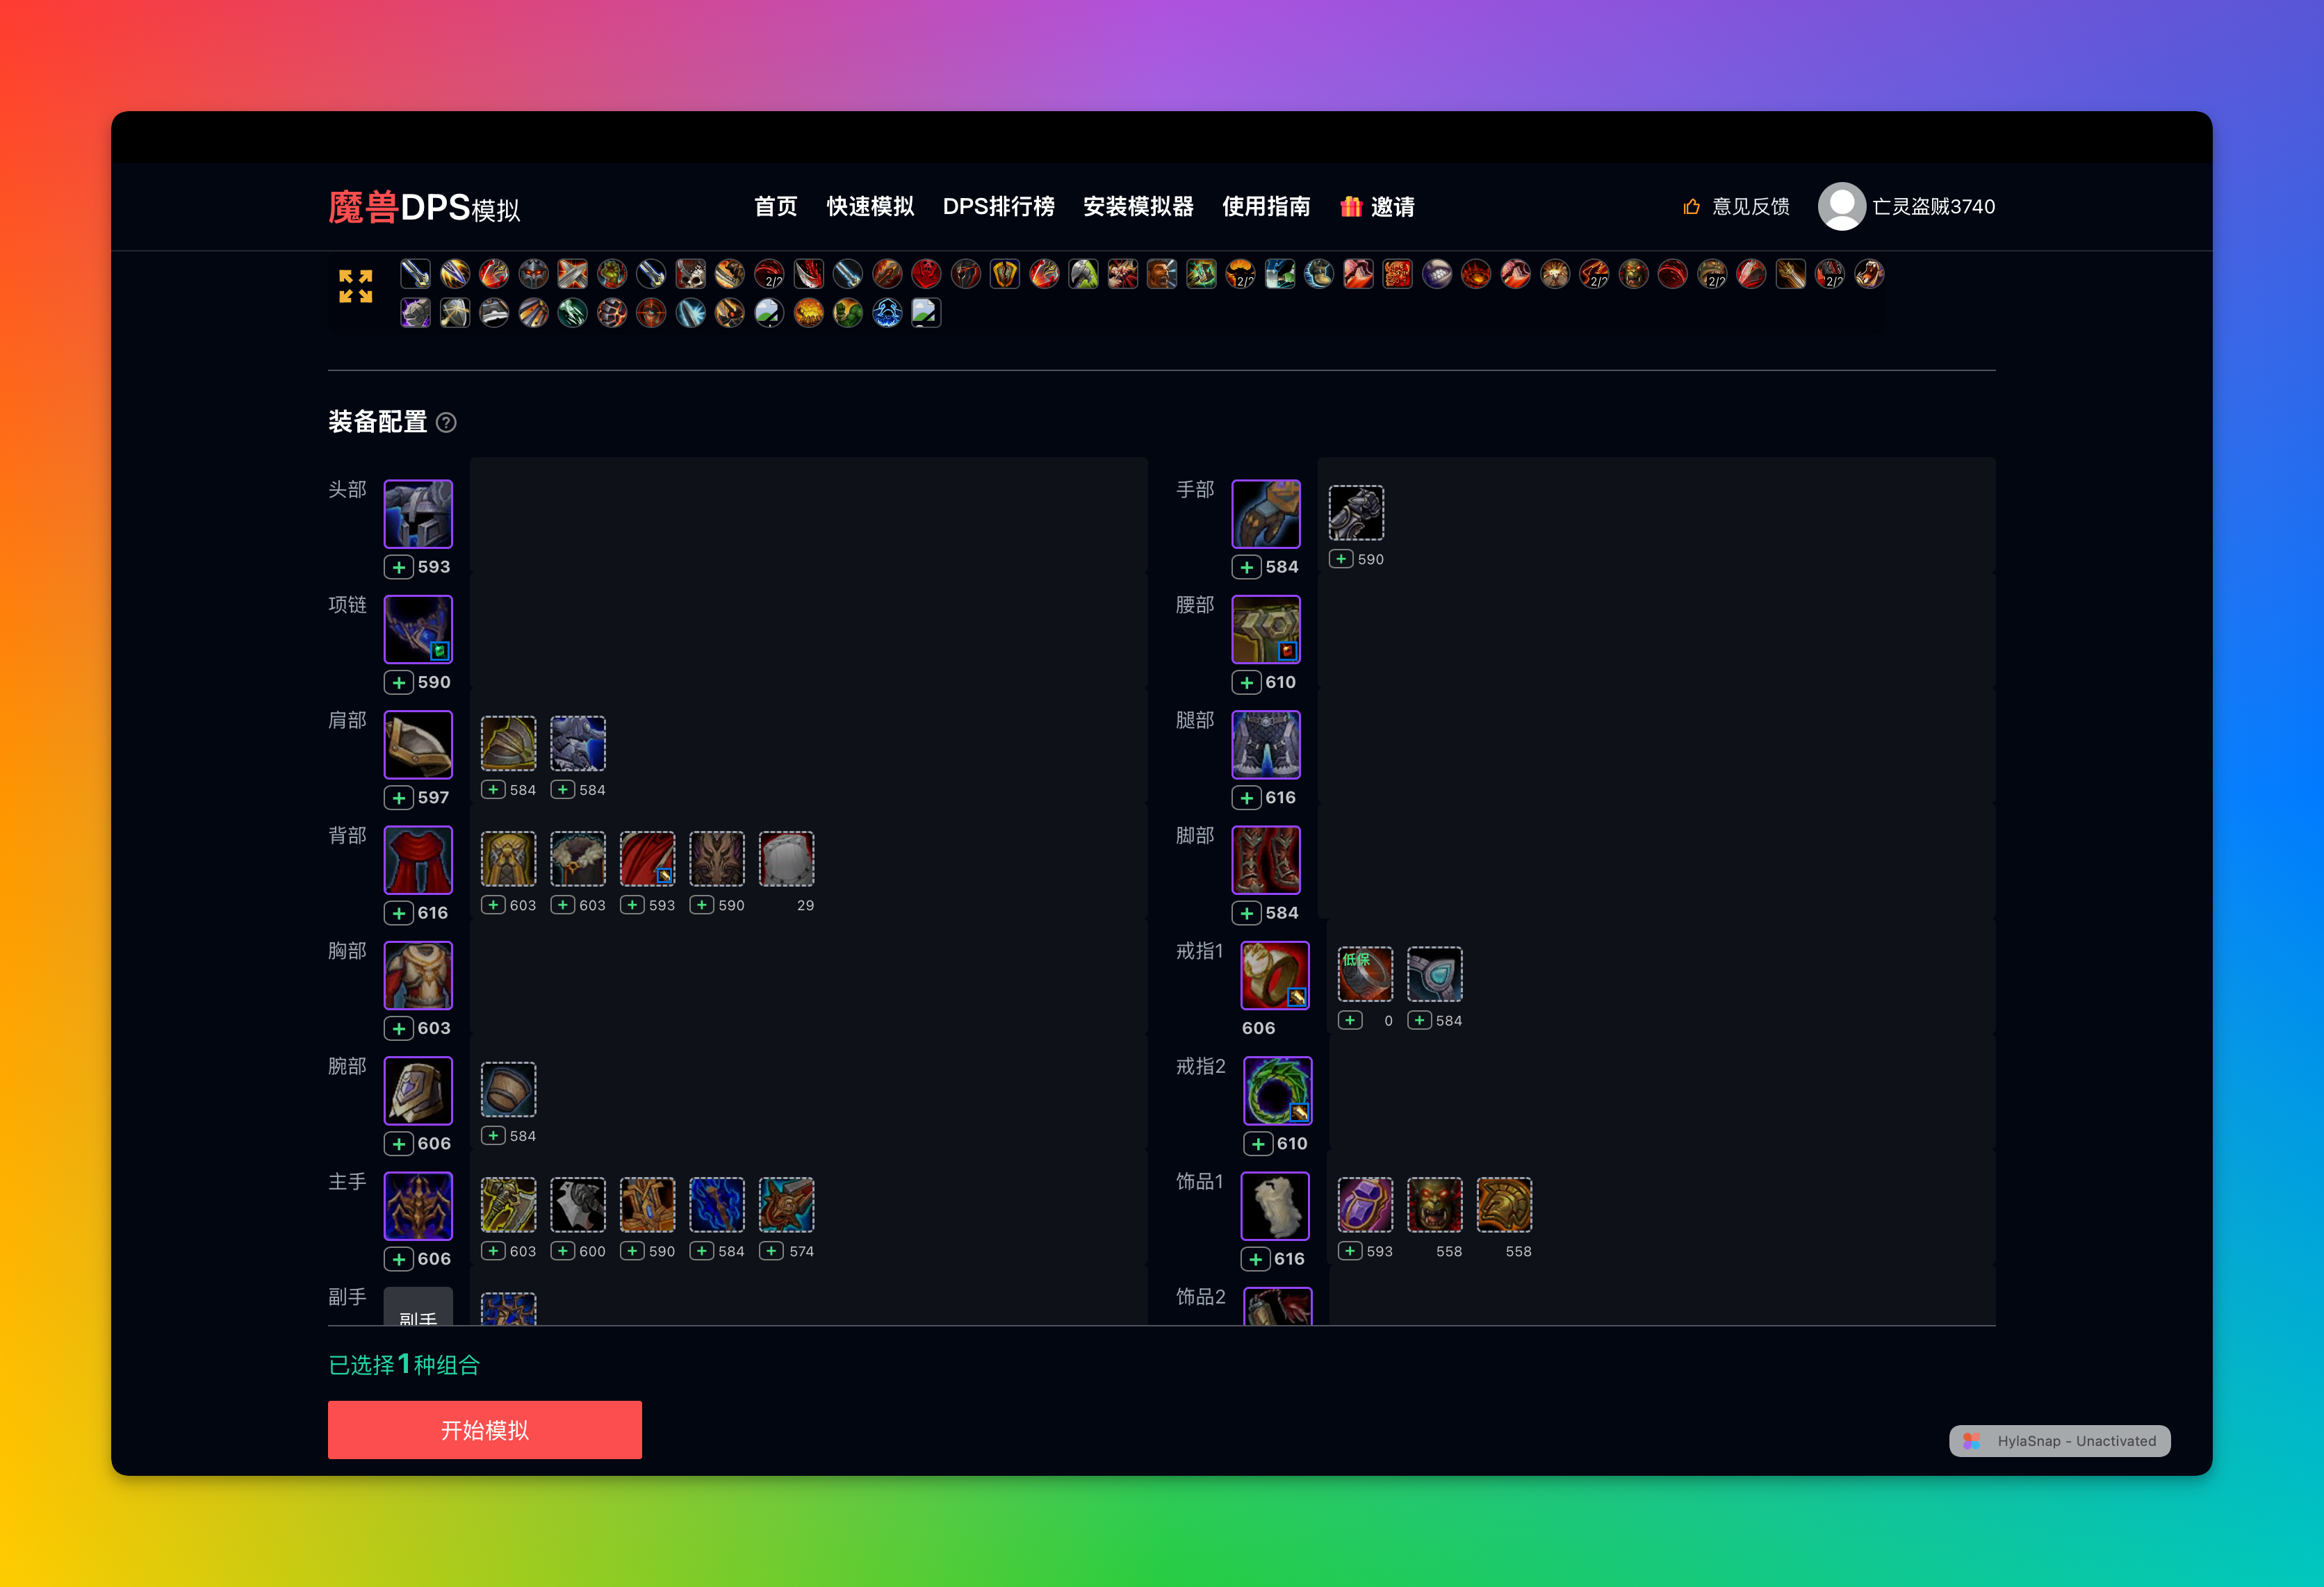 魔兽DPS模拟 首页 快速模拟 DPS排行榜 安装模拟器 使用指南 邀请 意见反馈 亡灵盗贼3740
2/2 2/2 2/2 2/2 2/2
装备配置 ?
头部
+ 593
手部
+ 584
+ 590
项链
+ 590
腰部
+ 610
肩部
+ 597
+ 584
+ 584
腿部
+ 616
背部
+ 616
+ 603
+ 603
+ 593
+ 590
29
脚部
+ 584
胸部
+ 603
戒指1
606
低保
+ 0
+ 584
腕部
+ 606
+ 584
戒指2
+ 610
主手
+ 606
+ 603
+ 600
+ 590
+ 584
+ 574
饰品1
+ 616
+ 593
558
558
副手
副手
饰品2
已选择1种组合
开始模拟
HylaSnap - Unactivated